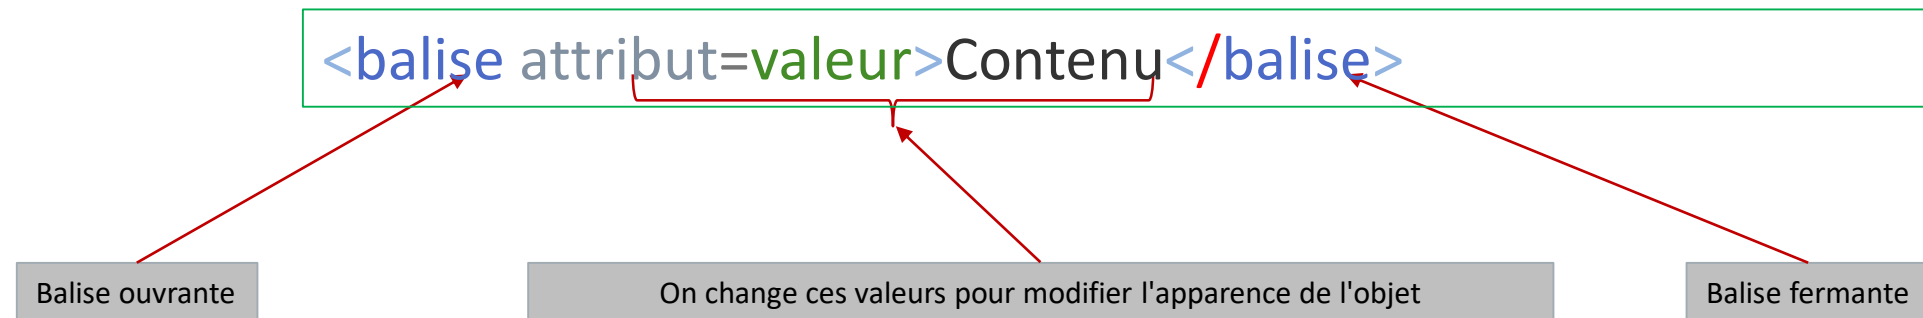 <balise attribut=valeur>Contenu</balise>
Balise ouvrante
On change ces valeurs pour modifier l'apparence de l'objet
Balise fermante